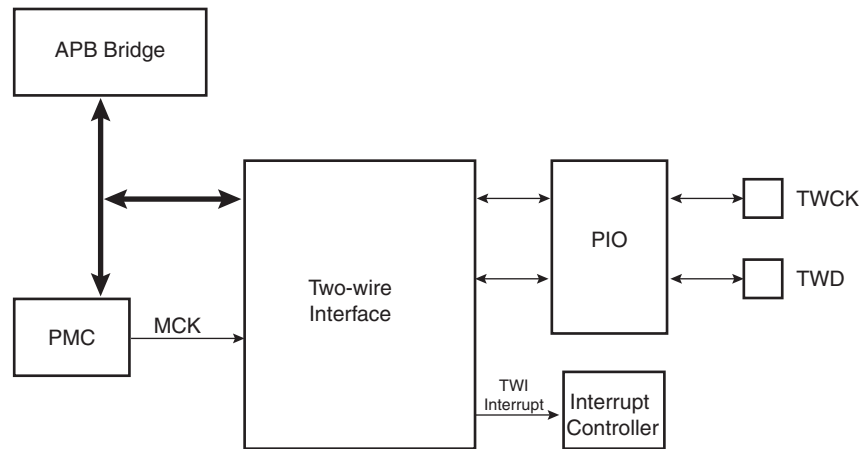 APB Bridge
TWCK
PIO
TWD
Two-wire
Interface
PMC
MCK
TWI
Interrupt
Interrupt
Controller